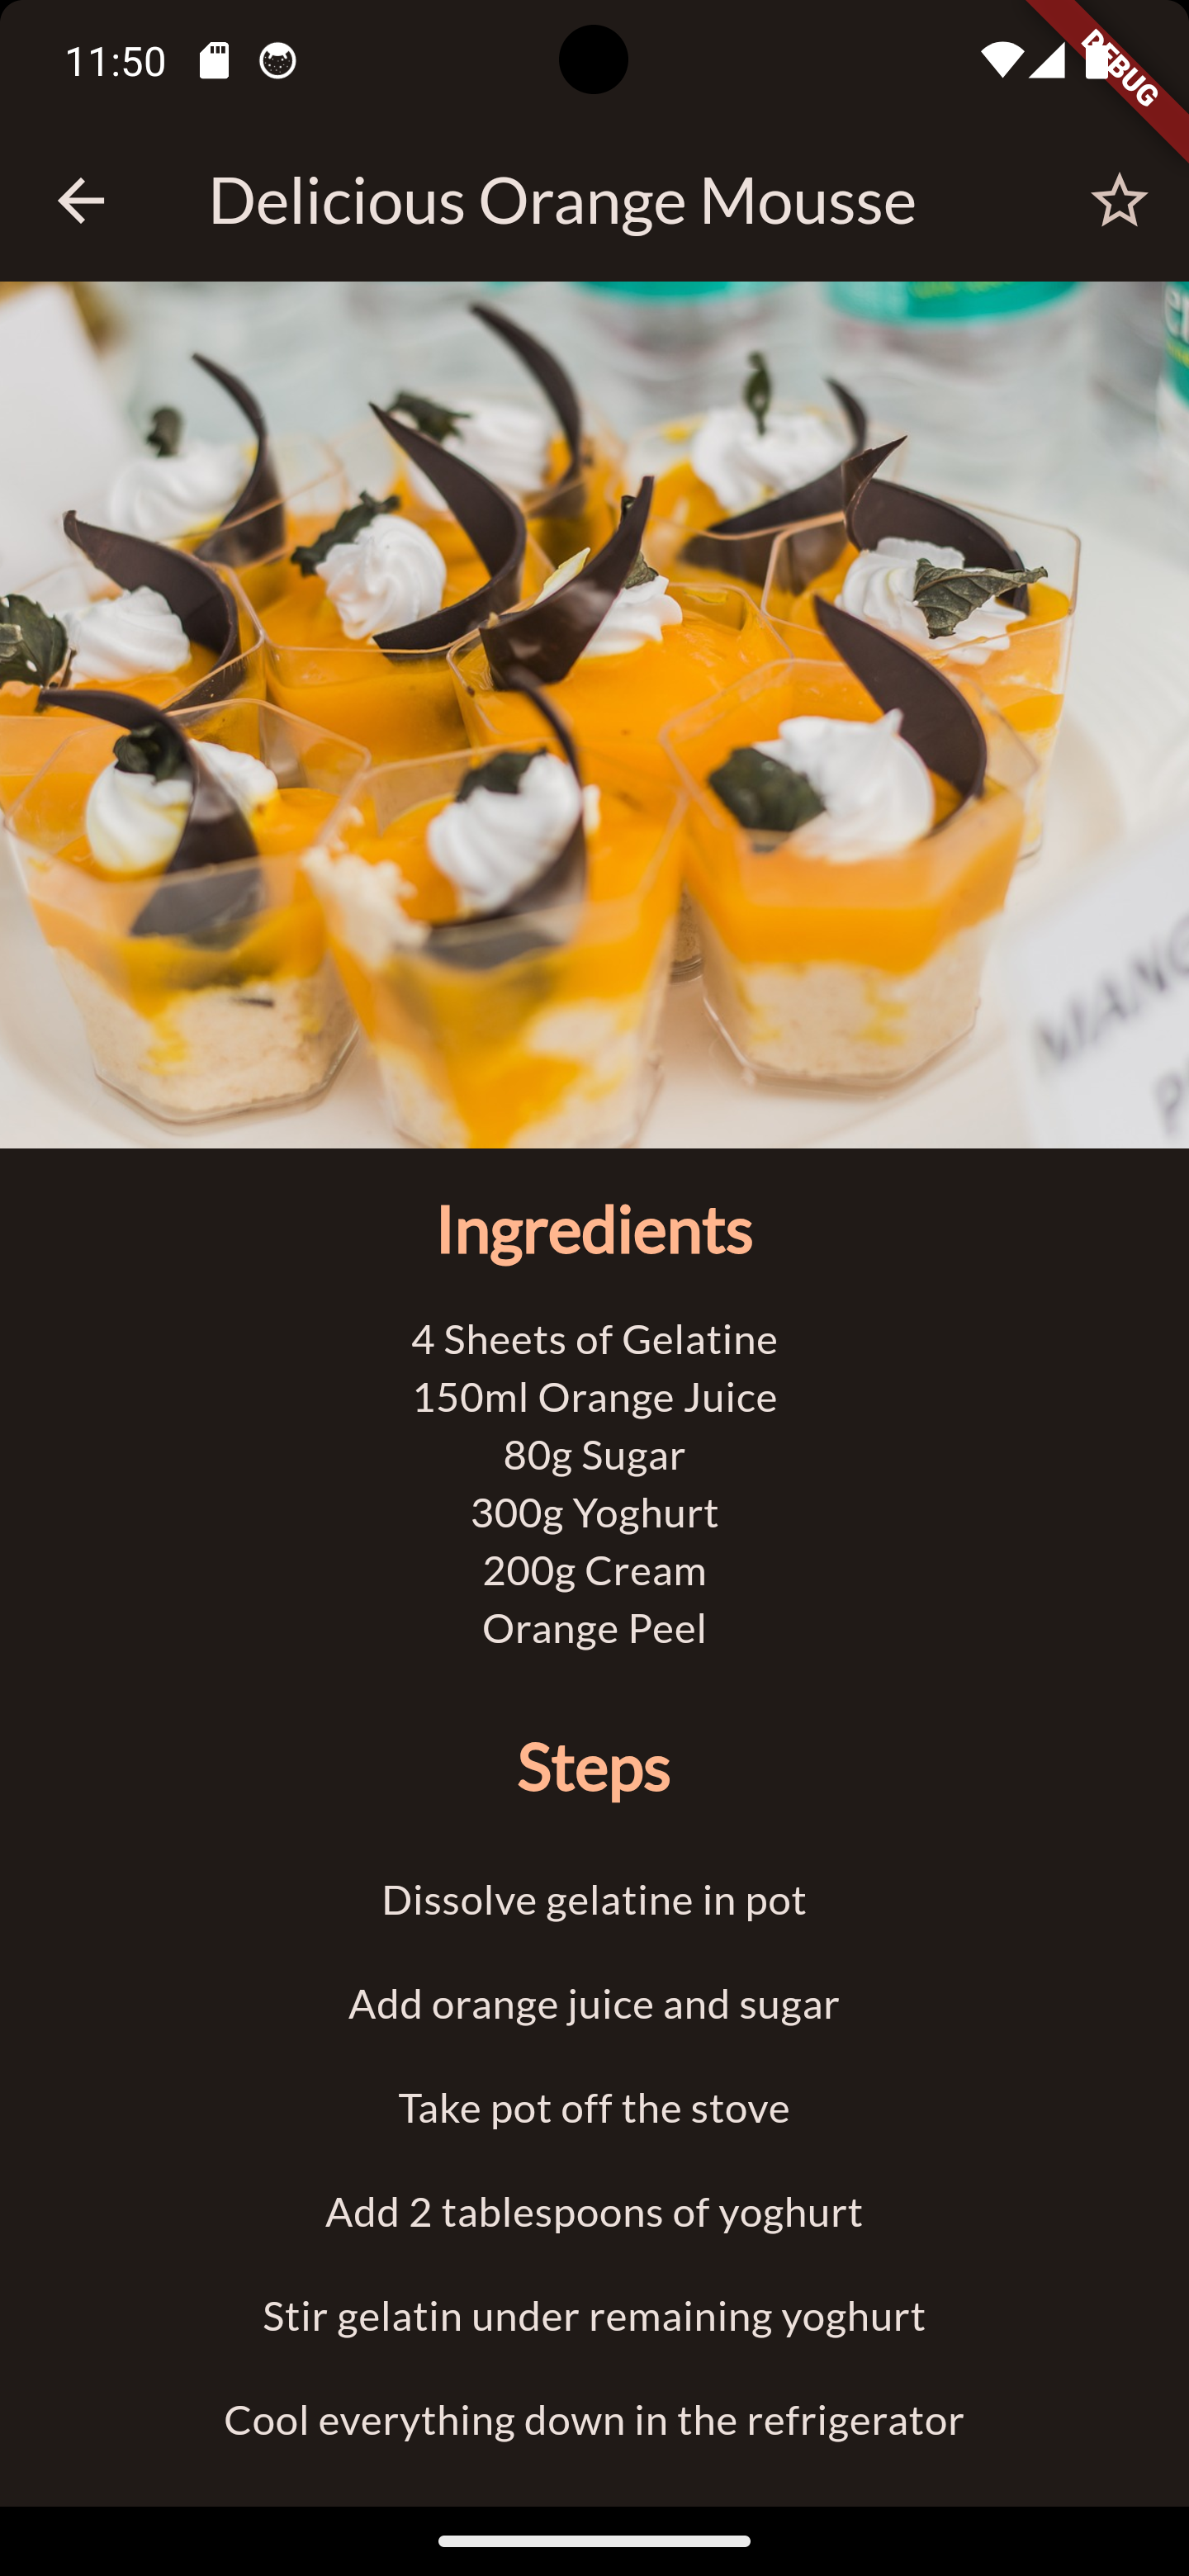 11:50
DEBUG
Delicious Orange Mousse
Ingredients
4 Sheets of Gelatine
150ml Orange Juice
80g Sugar
300g Yoghurt
200g Cream
Orange Peel
Steps
Dissolve gelatine in pot
Add orange juice and sugar
Take pot off the stove
Add 2 tablespoons of yoghurt
Stir gelatin under remaining yoghurt
Cool everything down in the refrigerator